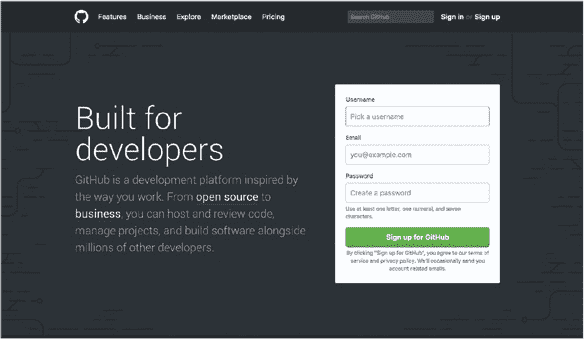 Features Business Explore Marketplace Pricing Search GitHub Sign in or Sign up
Built for
developers
GitHub is a development platform inspired by
the way you work. From open source to
business, you can host and review code,
manage projects, and build software alongside
millions of other developers.
Username
Pick a username
Email
you@example.com
Password
Create a password
Use at least one letter, one numeral, and seven
characters.
Sign up for GitHub
By clicking "Sign up for GitHub", you agree to our terms of
service and privacy policy. We'll occasionally send you
account related emails.